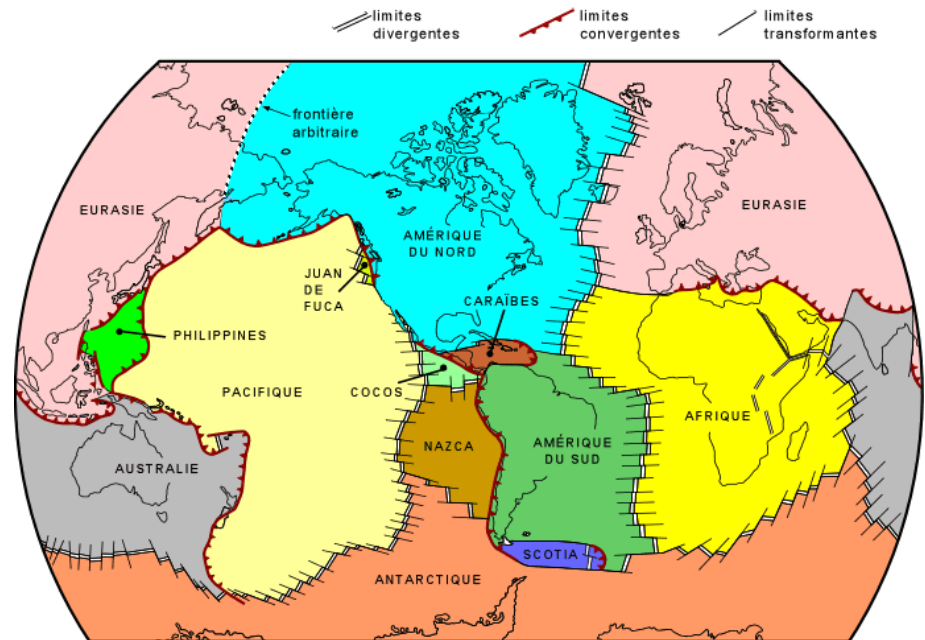 limites
divergentes
limites
convergentes
limites
transformantes
frontière
arbitraire
EURASIE
EURASIE
AMÉRIQUE
DU NORD
JUAN
DE
FUCA
CARAÏBES
PHILIPPINES
PACIFIQUE
COCOS
AFRIQUE
NAZCA
AMÉRIQUE
DU SUD
AUSTRALIE
SCOTIA
ANTARCTIQUE